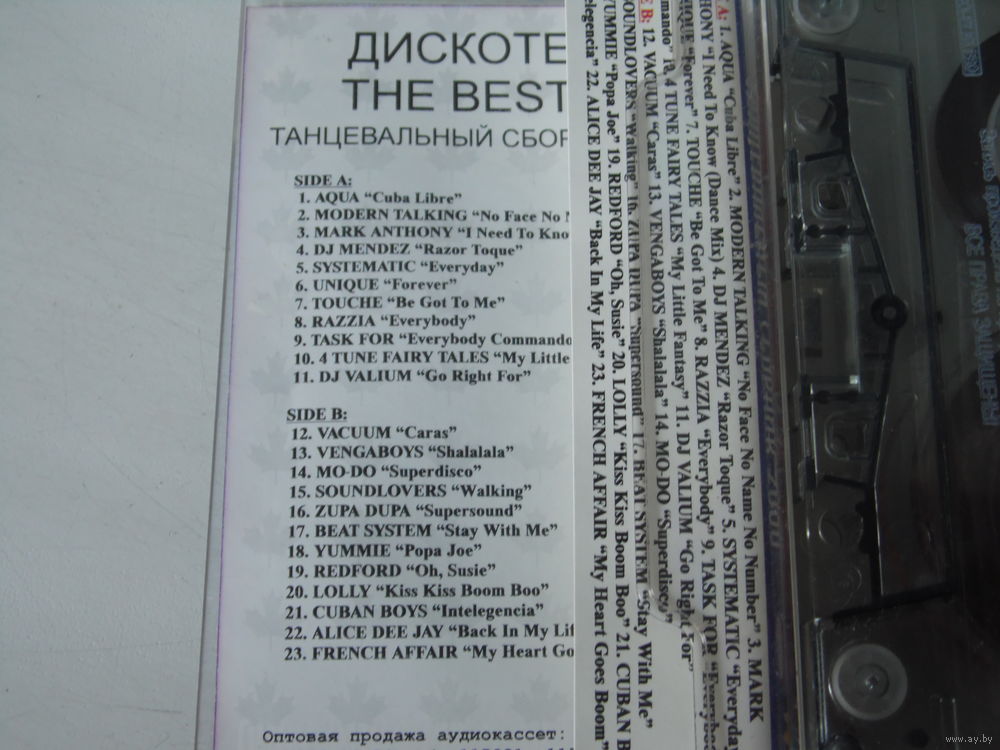 ДИСКОТЕ
THE BEST
ТАНЦЕВАЛЬНЫЙ СБОР
SIDE A:
1. AQUA “Cuba Libre”
2. MODERN TALKING “No Face No
3. MARK ANTHONY “I Need To Kno
4. DJ MENDEZ “Razor Toque”
5. SYSTEMATIC “Everyday”
6. UNIQUE “Forever”
7. TOUCHE “Be Got To Me”
8. RAZZIA “Everybody”
9. TASK FOR “Everybody Commando
10. 4 TUNE FAIRY TALES “My Little
11. DJ VALIUM “Go Right For”
SIDE B:
12. VACUUM “Caras”
13. VENGABOYS “Shalalala”
14. MO-DO “Superdisco”
15. SOUNDLOVERS “Walking”
16. ZUPA DUPA “Supersound”
17. BEAT SYSTEM “Stay With Me”
18. YUMMIE “Popa Joe”
19. REDFORD “Oh, Susie”
20. LOLLY “Kiss Kiss Boom Boo”
21. CUBAN BOYS “Intelegencia”
22. ALICE DEE JAY “Back In My Lif
23. FRENCH AFFAIR “My Heart Go
Оптовая продажа аудиокассет:
A: 1. AQUA “Cuba Libre” 2. MODERN TALKING “No Face No Name No Number” 3. MARK
HONY “I Need To Know (Dance Mix) 4. DJ MENDEZ “Razor Toque” 5. SYSTEMATIC “Everyday
IQUE “Forever” 7. TOUCHE “Be Got To Me” 8. RAZZIA “Everybody” 9. TASK FOR “Everybo
mando” 10. 4 TUNE FAIRY TALES “My Little Fantasy” 11. DJ VALIUM “Go Right For”
E B: 12. VACUUM “Caras” 13. VENGABOYS “Shalalala” 14. MO-DO “Superdisco”
SOUNDLOVERS “Walking” 16. ZUPA DUPA “Supersound” 17. BEAT SYSTEM “Stay With Me”
YUMMIE “Popa Joe” 19. REDFORD “Oh, Susie” 20. LOLLY “Kiss Kiss Boom Boo” 21. CUBAN B
elegencia” 22. ALICE DEE JAY “Back In My Life” 23. FRENCH AFFAIR “My Heart Goes Boom”
ВСЕ ПРАВА ЗАЩИЩЕНЫ
www.ay.by